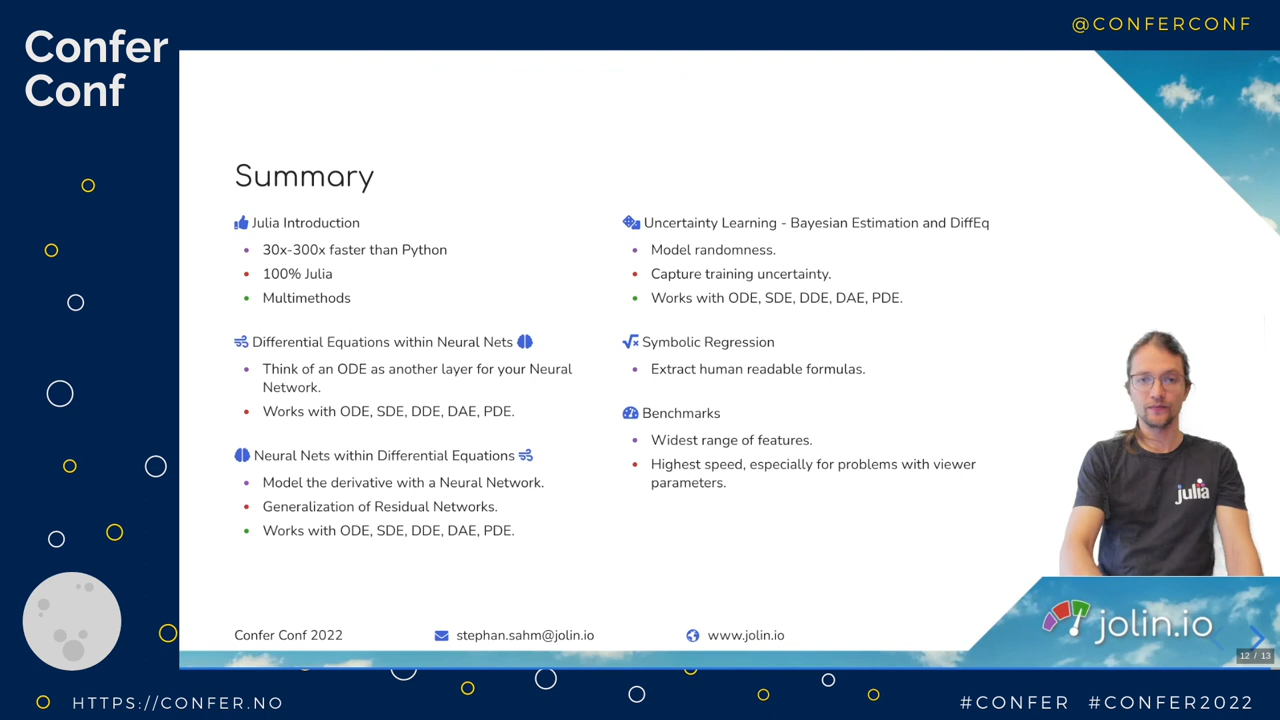 Confer
Conf
@CONFERCONF
Summary
Julia Introduction
30x-300x faster than Python
100% Julia
Multimethods
Differential Equations within Neural Nets
Think of an ODE as another layer for your Neural
Network.
Works with ODE, SDE, DDE, DAE, PDE.
Neural Nets within Differential Equations
Model the derivative with a Neural Network.
Generalization of Residual Networks.
Works with ODE, SDE, DDE, DAE, PDE.
Uncertainty Learning - Bayesian Estimation and DiffEq
Model randomness.
Capture training uncertainty.
Works with ODE, SDE, DDE, DAE, PDE.
Symbolic Regression
Extract human readable formulas.
Benchmarks
Widest range of features.
Highest speed, especially for problems with viewer
parameters.
julia
Confer Conf 2022
stephan.sahm@jolin.io
www.jolin.io
jolin.io
12 / 13
HTTPS://CONFER.NO
#CONFER #CONFER2022